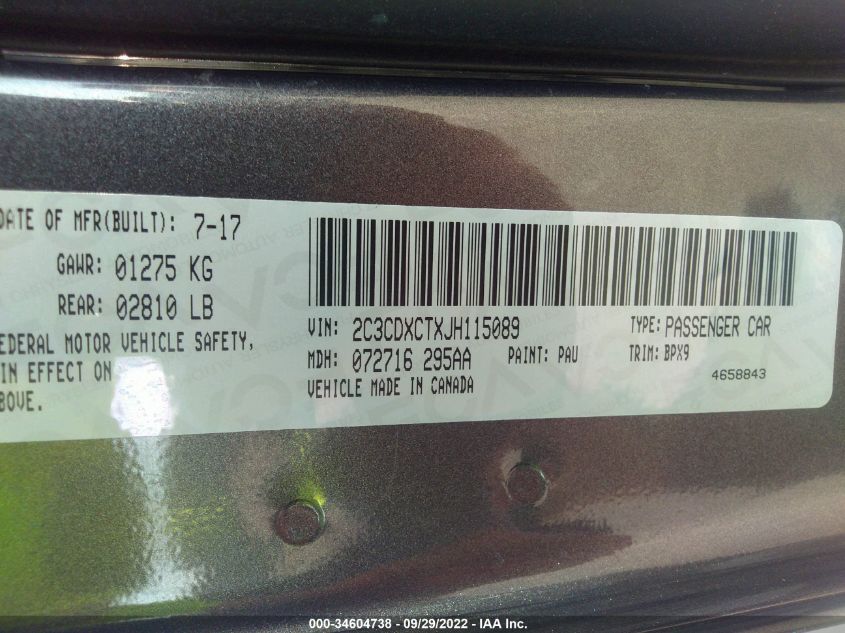 DATE OF MFR(BUILT): 7-17
GAWR: 01275 KG
REAR: 02810 LB
FEDERAL MOTOR VEHICLE SAFETY,
IN EFFECT ON
ABOVE.
VIN: 2C3CDXCTXJH115089
TYPE: PASSENGER CAR
MDH: 072716 295AA
PAINT: PAU
TRIM: BPX9
VEHICLE MADE IN CANADA
4658843
000-34604738 - 09/29/2022 - IAA Inc.